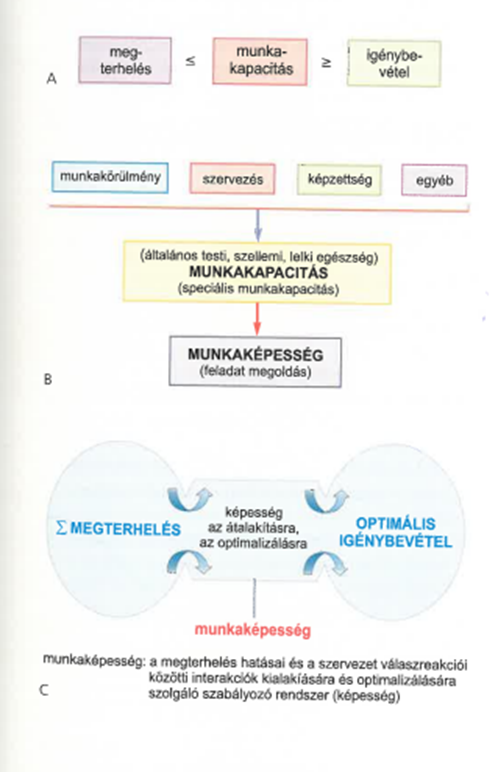 meg-
terhelés
≤
munka-
kapacitás
≥
igénybe-
vétel
A
munkakörülmény
szervezés
képzettség
egyéb
(általános testi, szellemi, lelki egészség)
MUNKAKAPACITÁS
(speciális munkakapacitás)
MUNKAKÉPESSÉG
(feladat megoldás)
B
Σ MEGTERHELÉS
képesség
az átalakításra,
az optimalizálásra
OPTIMÁLIS
IGÉNYBEVÉTEL
munkaképesség
munkaképesség: a megterhelés hatásai és a szervezet válaszreakciói
közötti interakciók kialakíására és optimalizálására
szolgáló szabályozó rendszer (képesség)
C